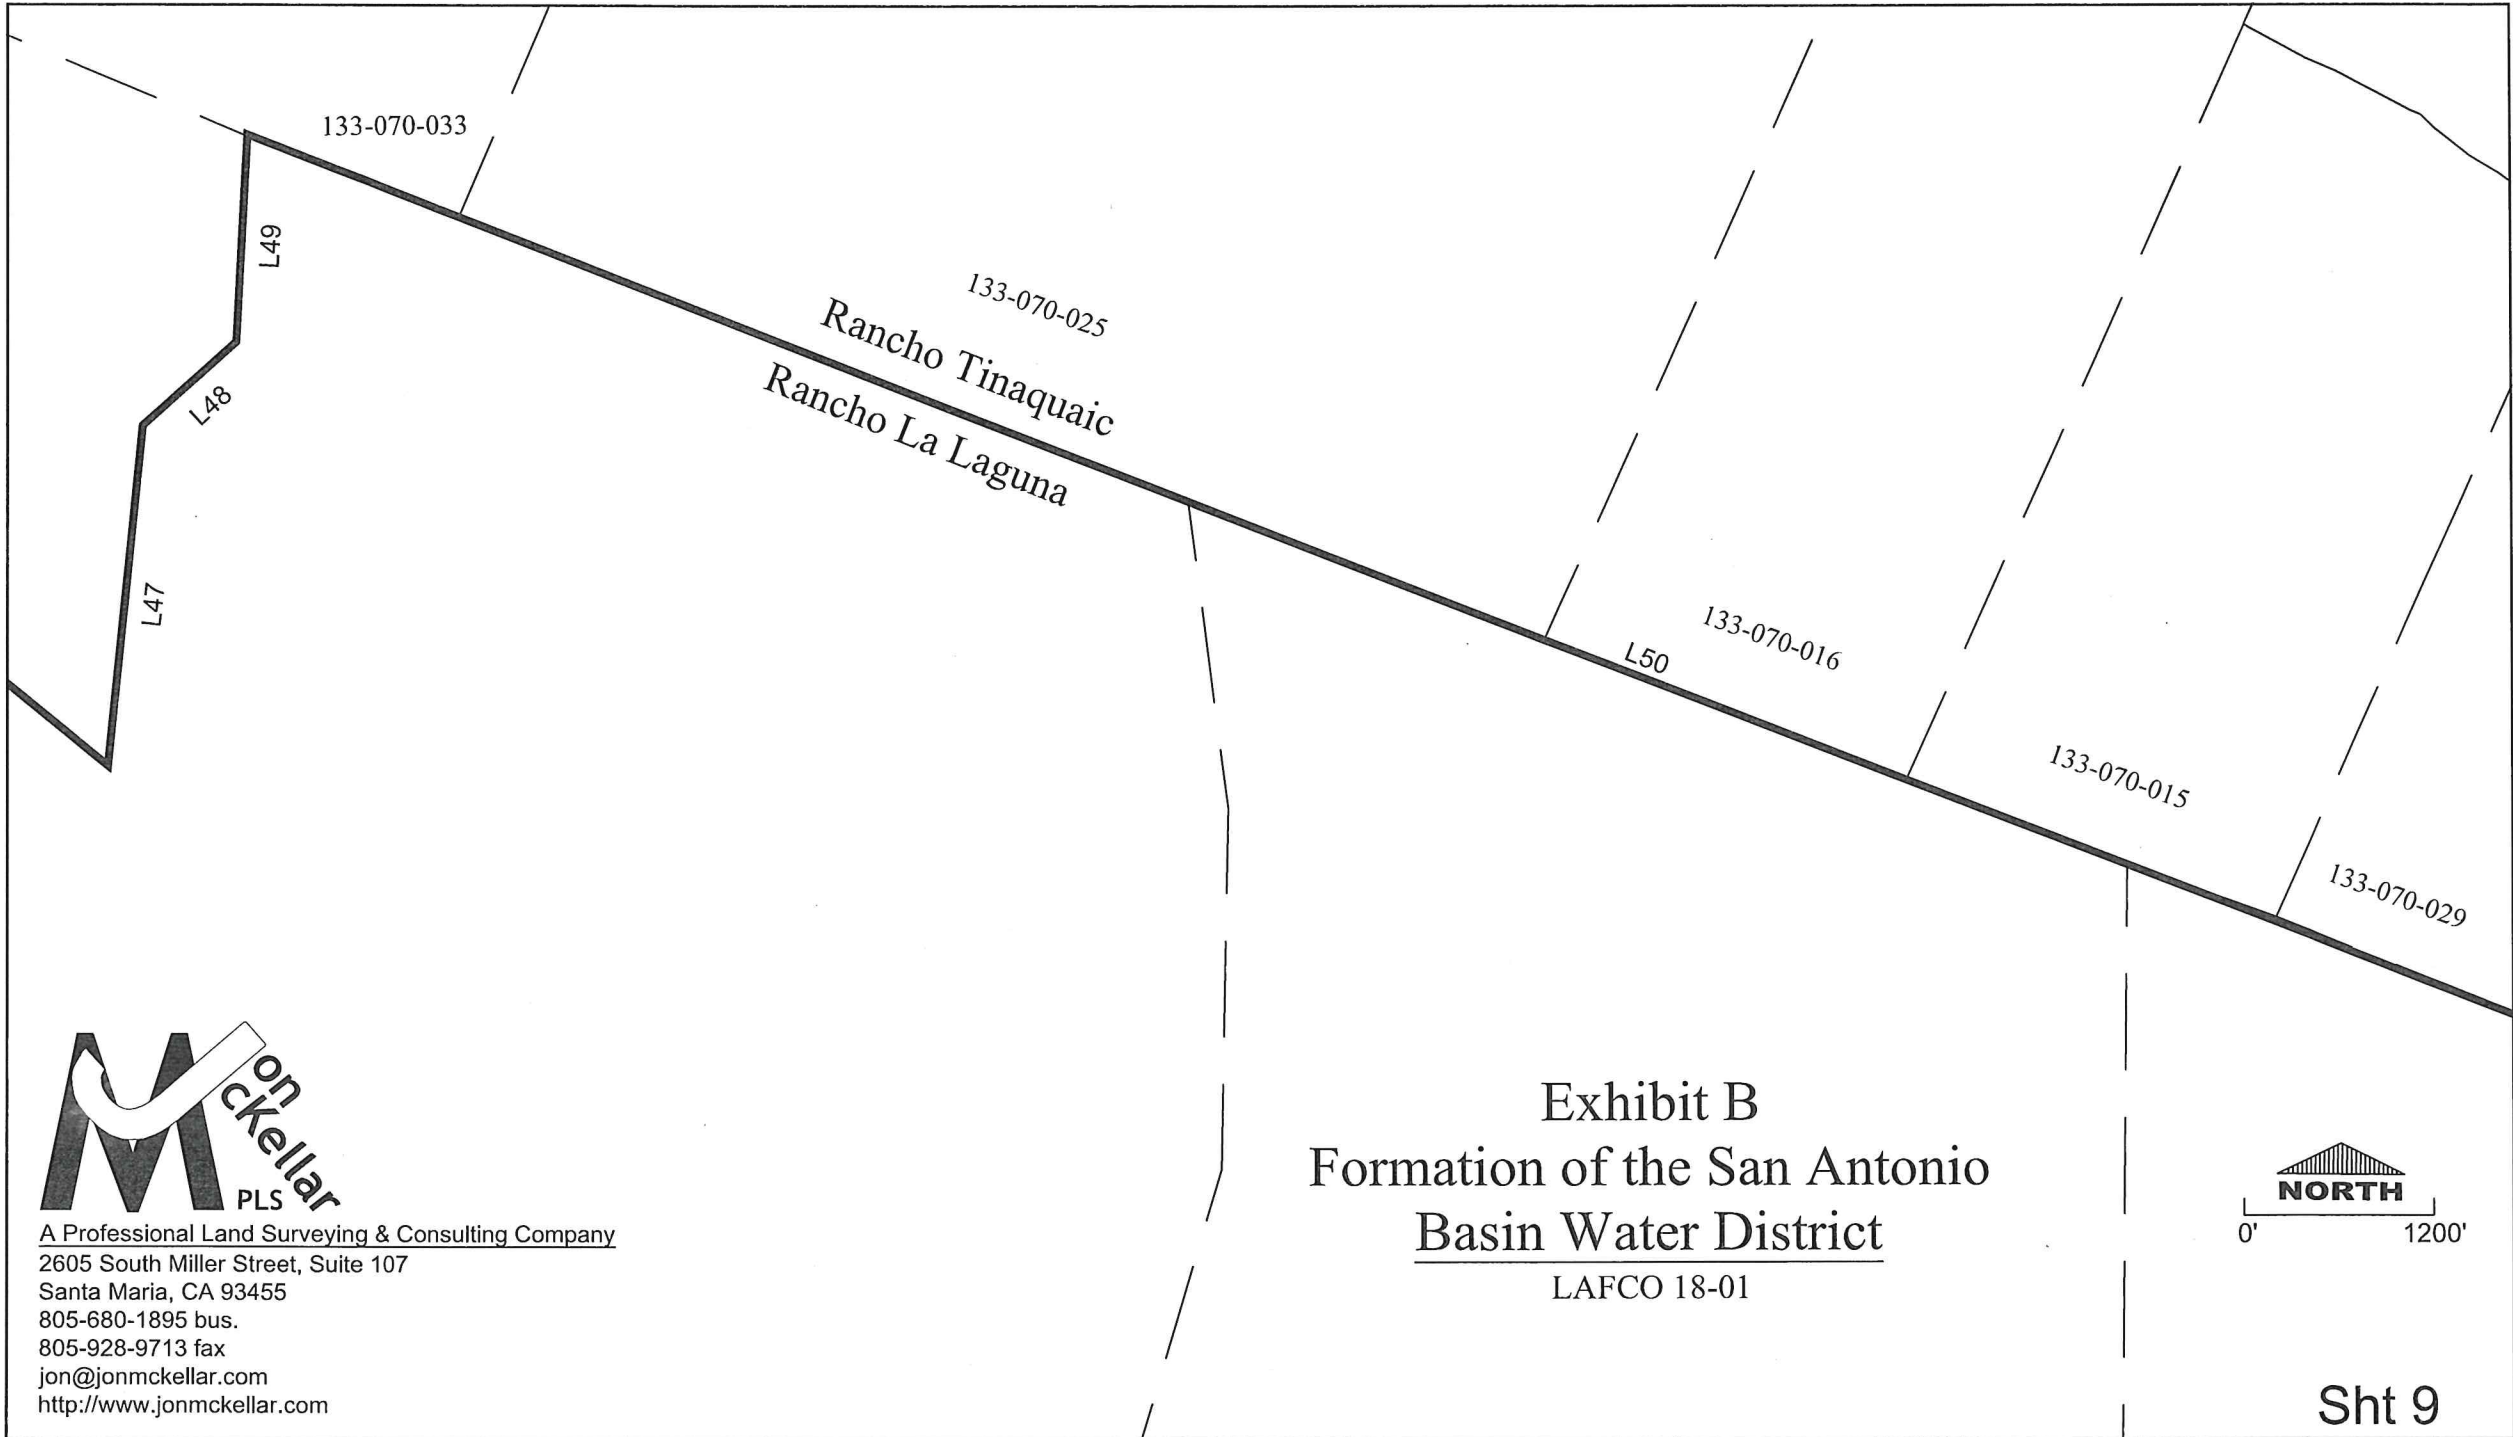 133-070-033
L49
133-070-025
Rancho Tinaquaic
Rancho La Laguna
L48
L47
133-070-016
L50
133-070-015
133-070-029
M
on
cKellar
PLS
A Professional Land Surveying & Consulting Company
2605 South Miller Street, Suite 107
Santa Maria, CA 93455
805-680-1895 bus.
805-928-9713 fax
jon@jonmckellar.com
http://www.jonmckellar.com
Exhibit B
Formation of the San Antonio
Basin Water District
LAFCO 18-01
NORTH
0' 1200'
Sht 9